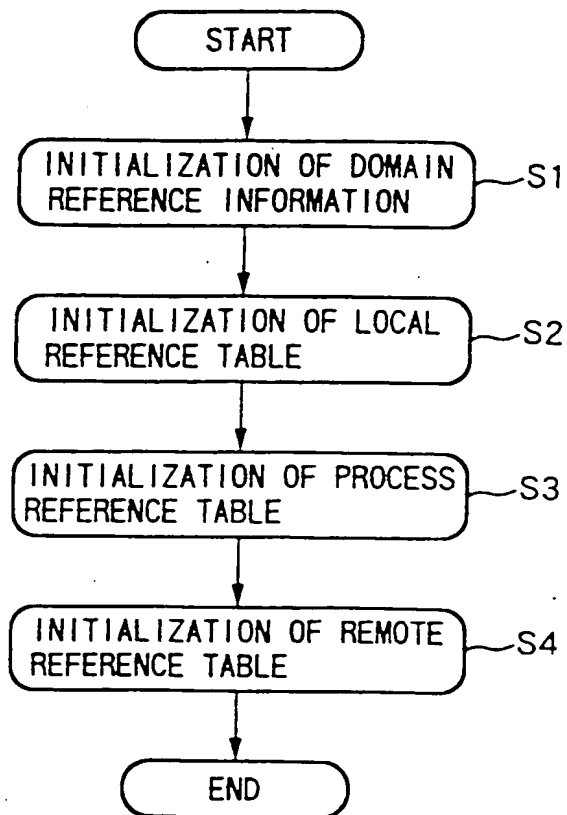 START
INITIALIZATION OF DOMAIN
REFERENCE INFORMATION
S1
INITIALIZATION OF LOCAL
REFERENCE TABLE
S2
INITIALIZATION OF PROCESS
REFERENCE TABLE
S3
INITIALIZATION OF REMOTE
REFERENCE TABLE
S4
END